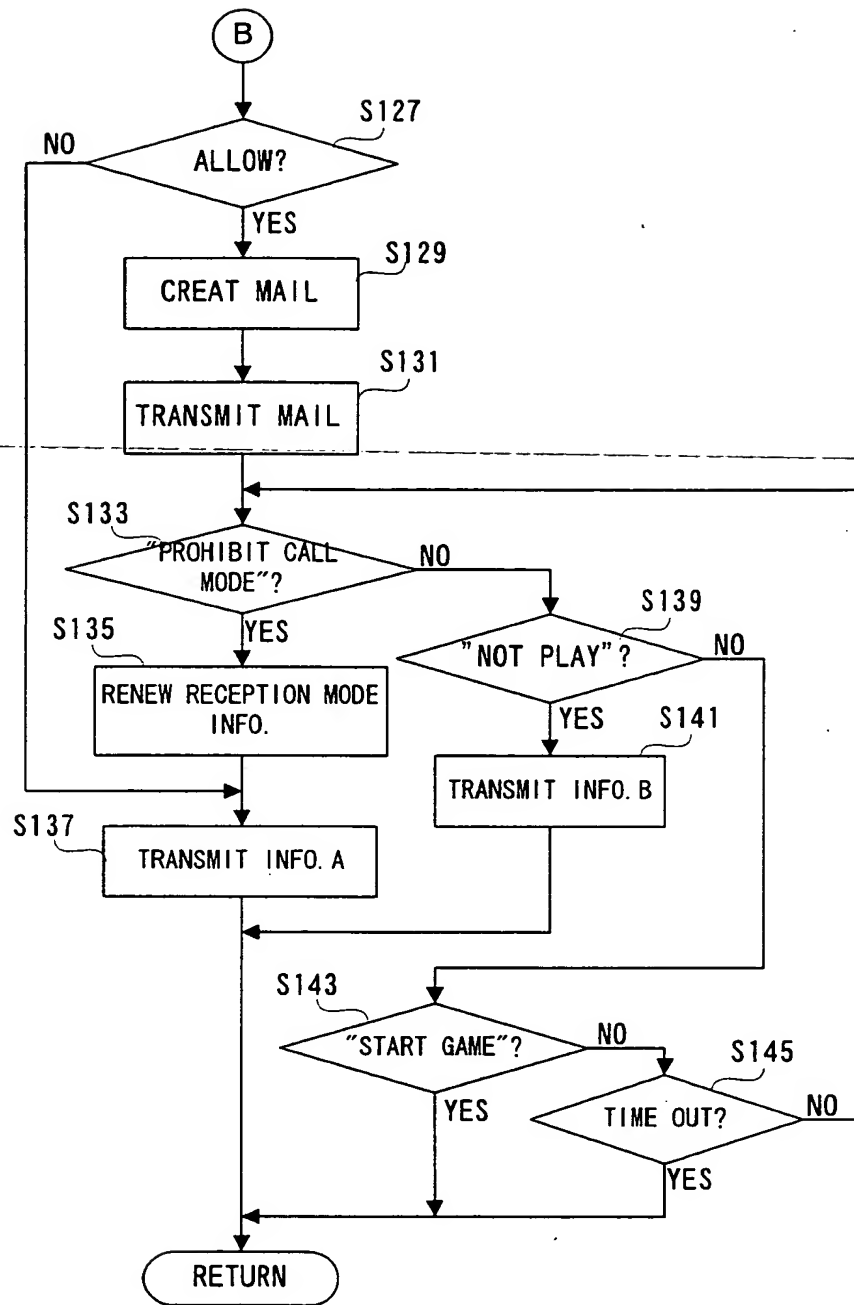 B
S127
NO
ALLOW?
YES
S129
CREAT MAIL
S131
TRANSMIT MAIL
S133
"PROHIBIT CALL
MODE"?
NO
YES
S139
"NOT PLAY"?
NO
S135
RENEW RECEPTION MODE
INFO.
YES
S141
TRANSMIT INFO. B
S137
TRANSMIT INFO. A
S143
"START GAME"?
NO
YES
S145
TIME OUT?
NO
YES
RETURN